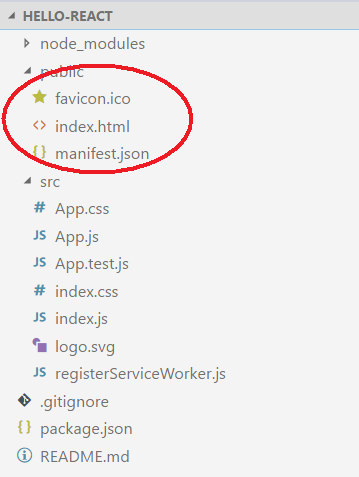 HELLO-REACT
node_modules
public
favicon.ico
<> index.html
{ } manifest.json
src
# App.css
JS App.js
JS App.test.js
# index.css
JS index.js
logo.svg
JS registerServiceWorker.js
.gitignore
{ } package.json
README.md